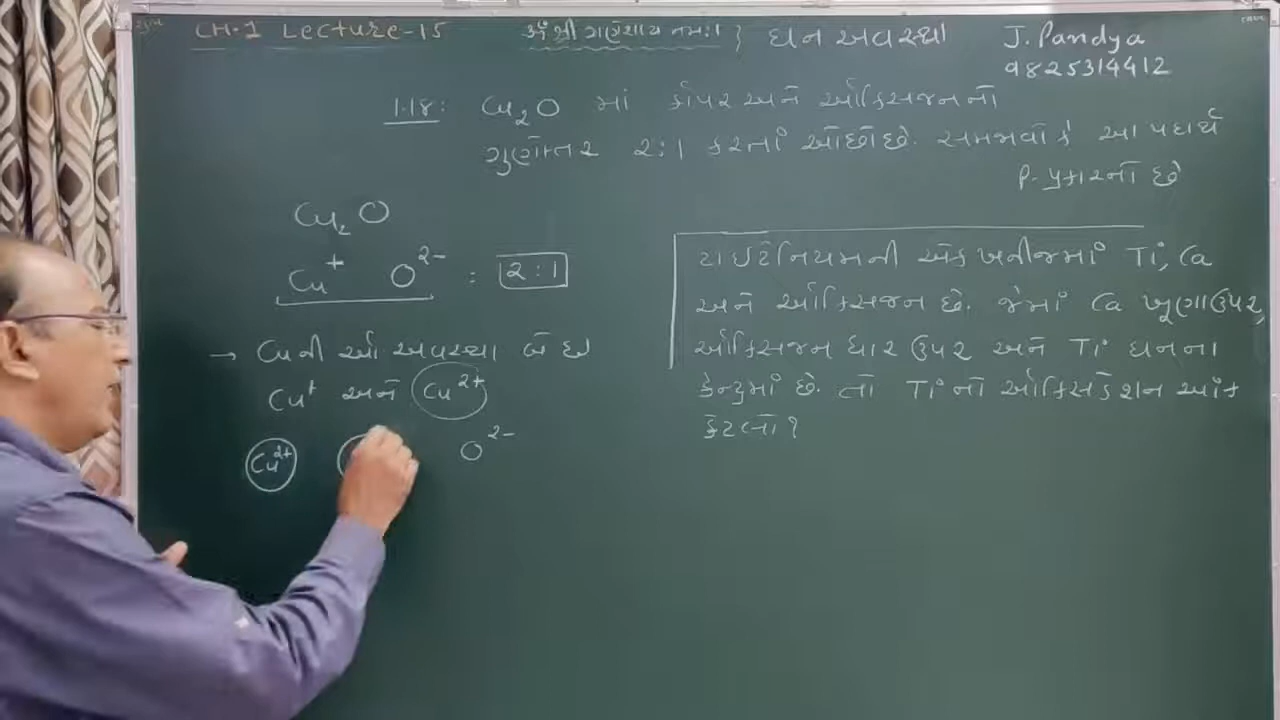 CH.1 Lecture-15
ૐ શ્રી ગણેશાય નમઃ।
ઘન અવસ્થા
J. Pandya
9825314412
1.18: Cu₂O માં કોપર અને ઓક્સિજનનો
ગુણોત્તર 2:1 કરતાં ઓછો છે. સમજાવો કે આ પદાર્થ
P- પ્રકારનો છે
Cu₂O
Cu⁺ O²⁻ = 2:1
→ Cuની ઓ અવસ્થા બે છે
Cu⁺ અને Cu²⁺
Cu²⁺ O²⁻
ટાઇટેનિયમની એક ખનીજમાં Ti, Ca
અને ઓક્સિજન છે. જેમાં Ca ખૂણા ઉપર,
ઓક્સિજન ધાર ઉપર અને Ti ઘનના
કેન્દ્રમાં છે. તો Ti નો ઓક્સિડેશન આંક
કેટલો?